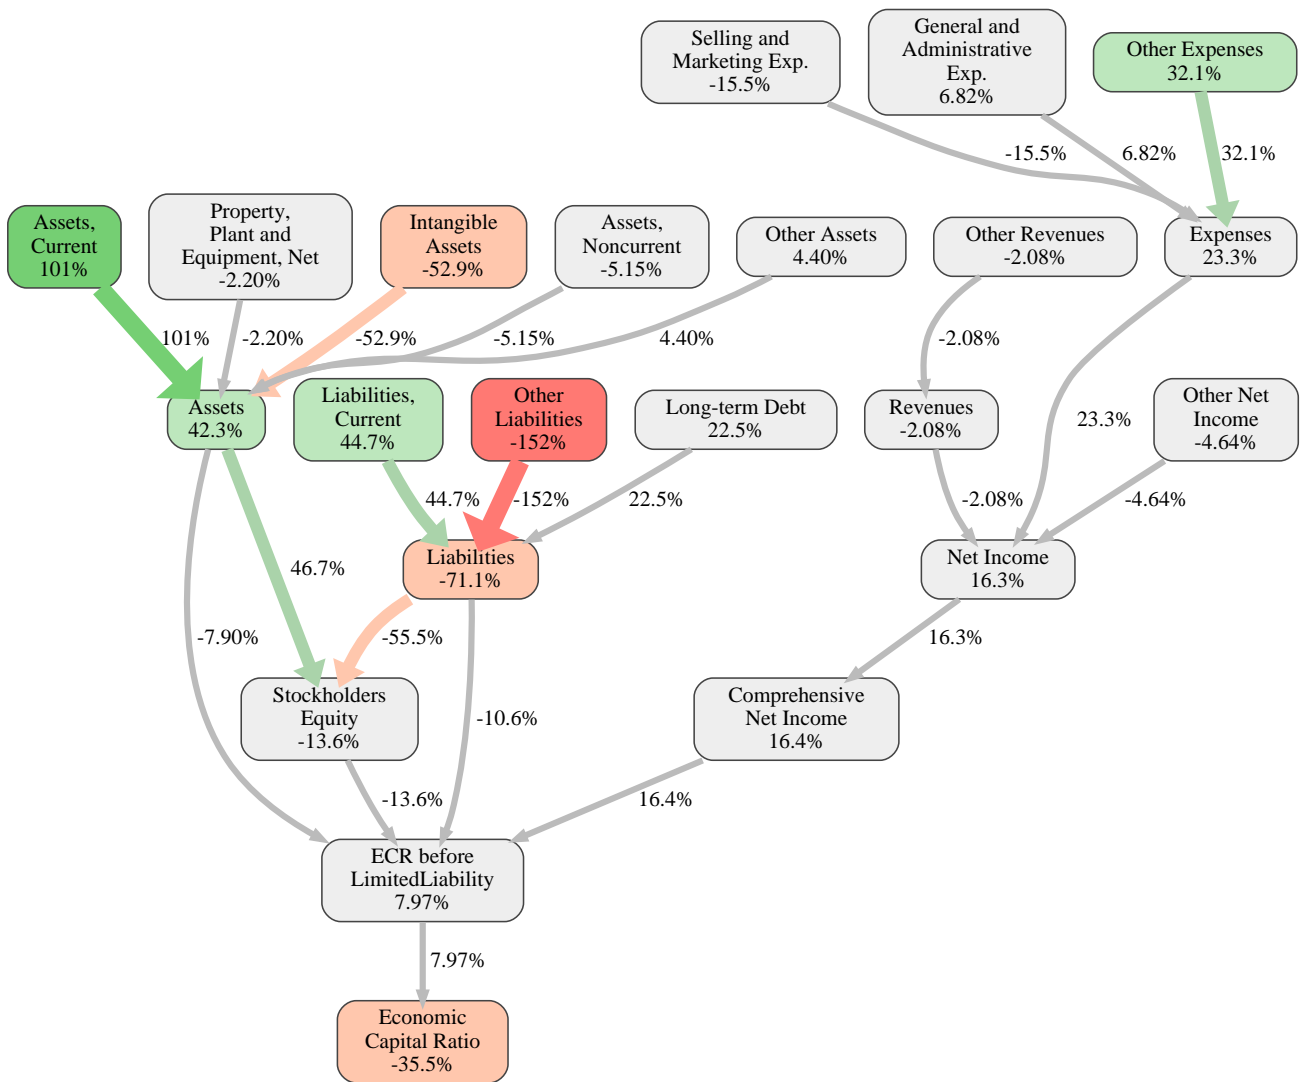 Selling and
Marketing Exp.
-15.5%
General and
Administrative
Exp.
6.82%
Other Expenses
32.1%
-15.5%
6.82%
32.1%
Assets,
Current
101%
Property,
Plant and
Equipment, Net
-2.20%
Intangible
Assets
-52.9%
Assets,
Noncurrent
-5.15%
Other Assets
4.40%
Other Revenues
-2.08%
Expenses
23.3%
101%
-2.20%
-52.9%
-5.15%
4.40%
-2.08%
23.3%
Assets
42.3%
Liabilities,
Current
44.7%
Other
Liabilities
-152%
Long-term Debt
22.5%
Revenues
-2.08%
Other Net
Income
-4.64%
44.7%
-152%
22.5%
-2.08%
-4.64%
46.7%
Liabilities
-71.1%
Net Income
16.3%
-7.90%
-55.5%
-10.6%
16.3%
Stockholders
Equity
-13.6%
Comprehensive
Net Income
16.4%
-13.6%
16.4%
ECR before
LimitedLiability
7.97%
7.97%
Economic
Capital Ratio
-35.5%